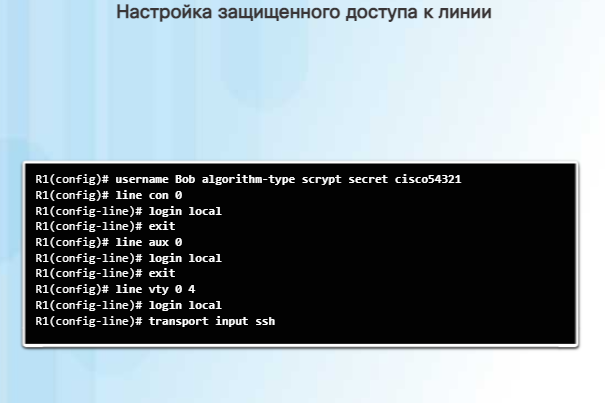 Настройка защищенного доступа к линии
R1(config)# username Bob algorithm-type scrypt secret cisco54321
R1(config)# line con 0
R1(config-line)# login local
R1(config-line)# exit
R1(config)# line aux 0
R1(config-line)# login local
R1(config-line)# exit
R1(config)# line vty 0 4
R1(config-line)# login local
R1(config-line)# transport input ssh